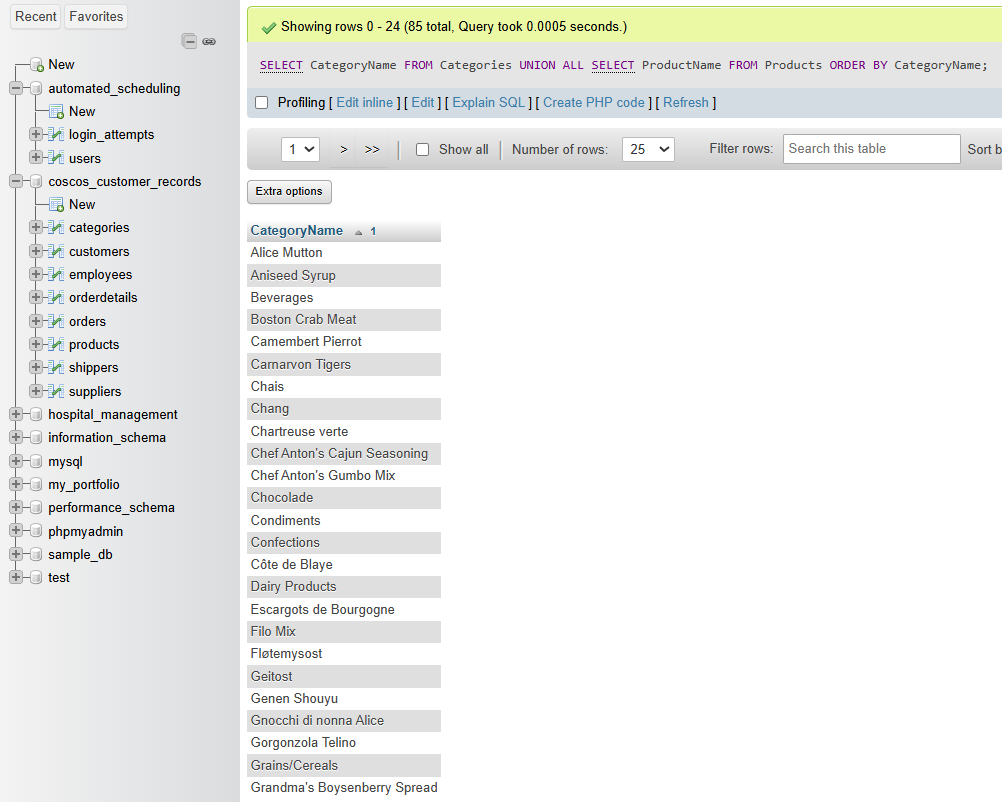 Recent Favorites
New
automated_scheduling
New
login_attempts
users
coscos_customer_records
New
categories
customers
employees
orderdetails
orders
products
shippers
suppliers
hospital_management
information_schema
mysql
my_portfolio
performance_schema
phpmyadmin
sample_db
test
Showing rows 0 - 24 (85 total, Query took 0.0005 seconds.)
SELECT CategoryName FROM Categories UNION ALL SELECT ProductName FROM Products ORDER BY CategoryName;
Profiling [ Edit inline ] [ Edit ] [ Explain SQL ] [ Create PHP code ] [ Refresh ]
1 > >> Show all Number of rows: 25 Filter rows: Search this table Sort b
Extra options
CategoryName 1
Alice Mutton
Aniseed Syrup
Beverages
Boston Crab Meat
Camembert Pierrot
Carnarvon Tigers
Chais
Chang
Chartreuse verte
Chef Anton's Cajun Seasoning
Chef Anton's Gumbo Mix
Chocolade
Condiments
Confections
Côte de Blaye
Dairy Products
Escargots de Bourgogne
Filo Mix
Fløtemysost
Geitost
Genen Shouyu
Gnocchi di nonna Alice
Gorgonzola Telino
Grains/Cereals
Grandma's Boysenberry Spread